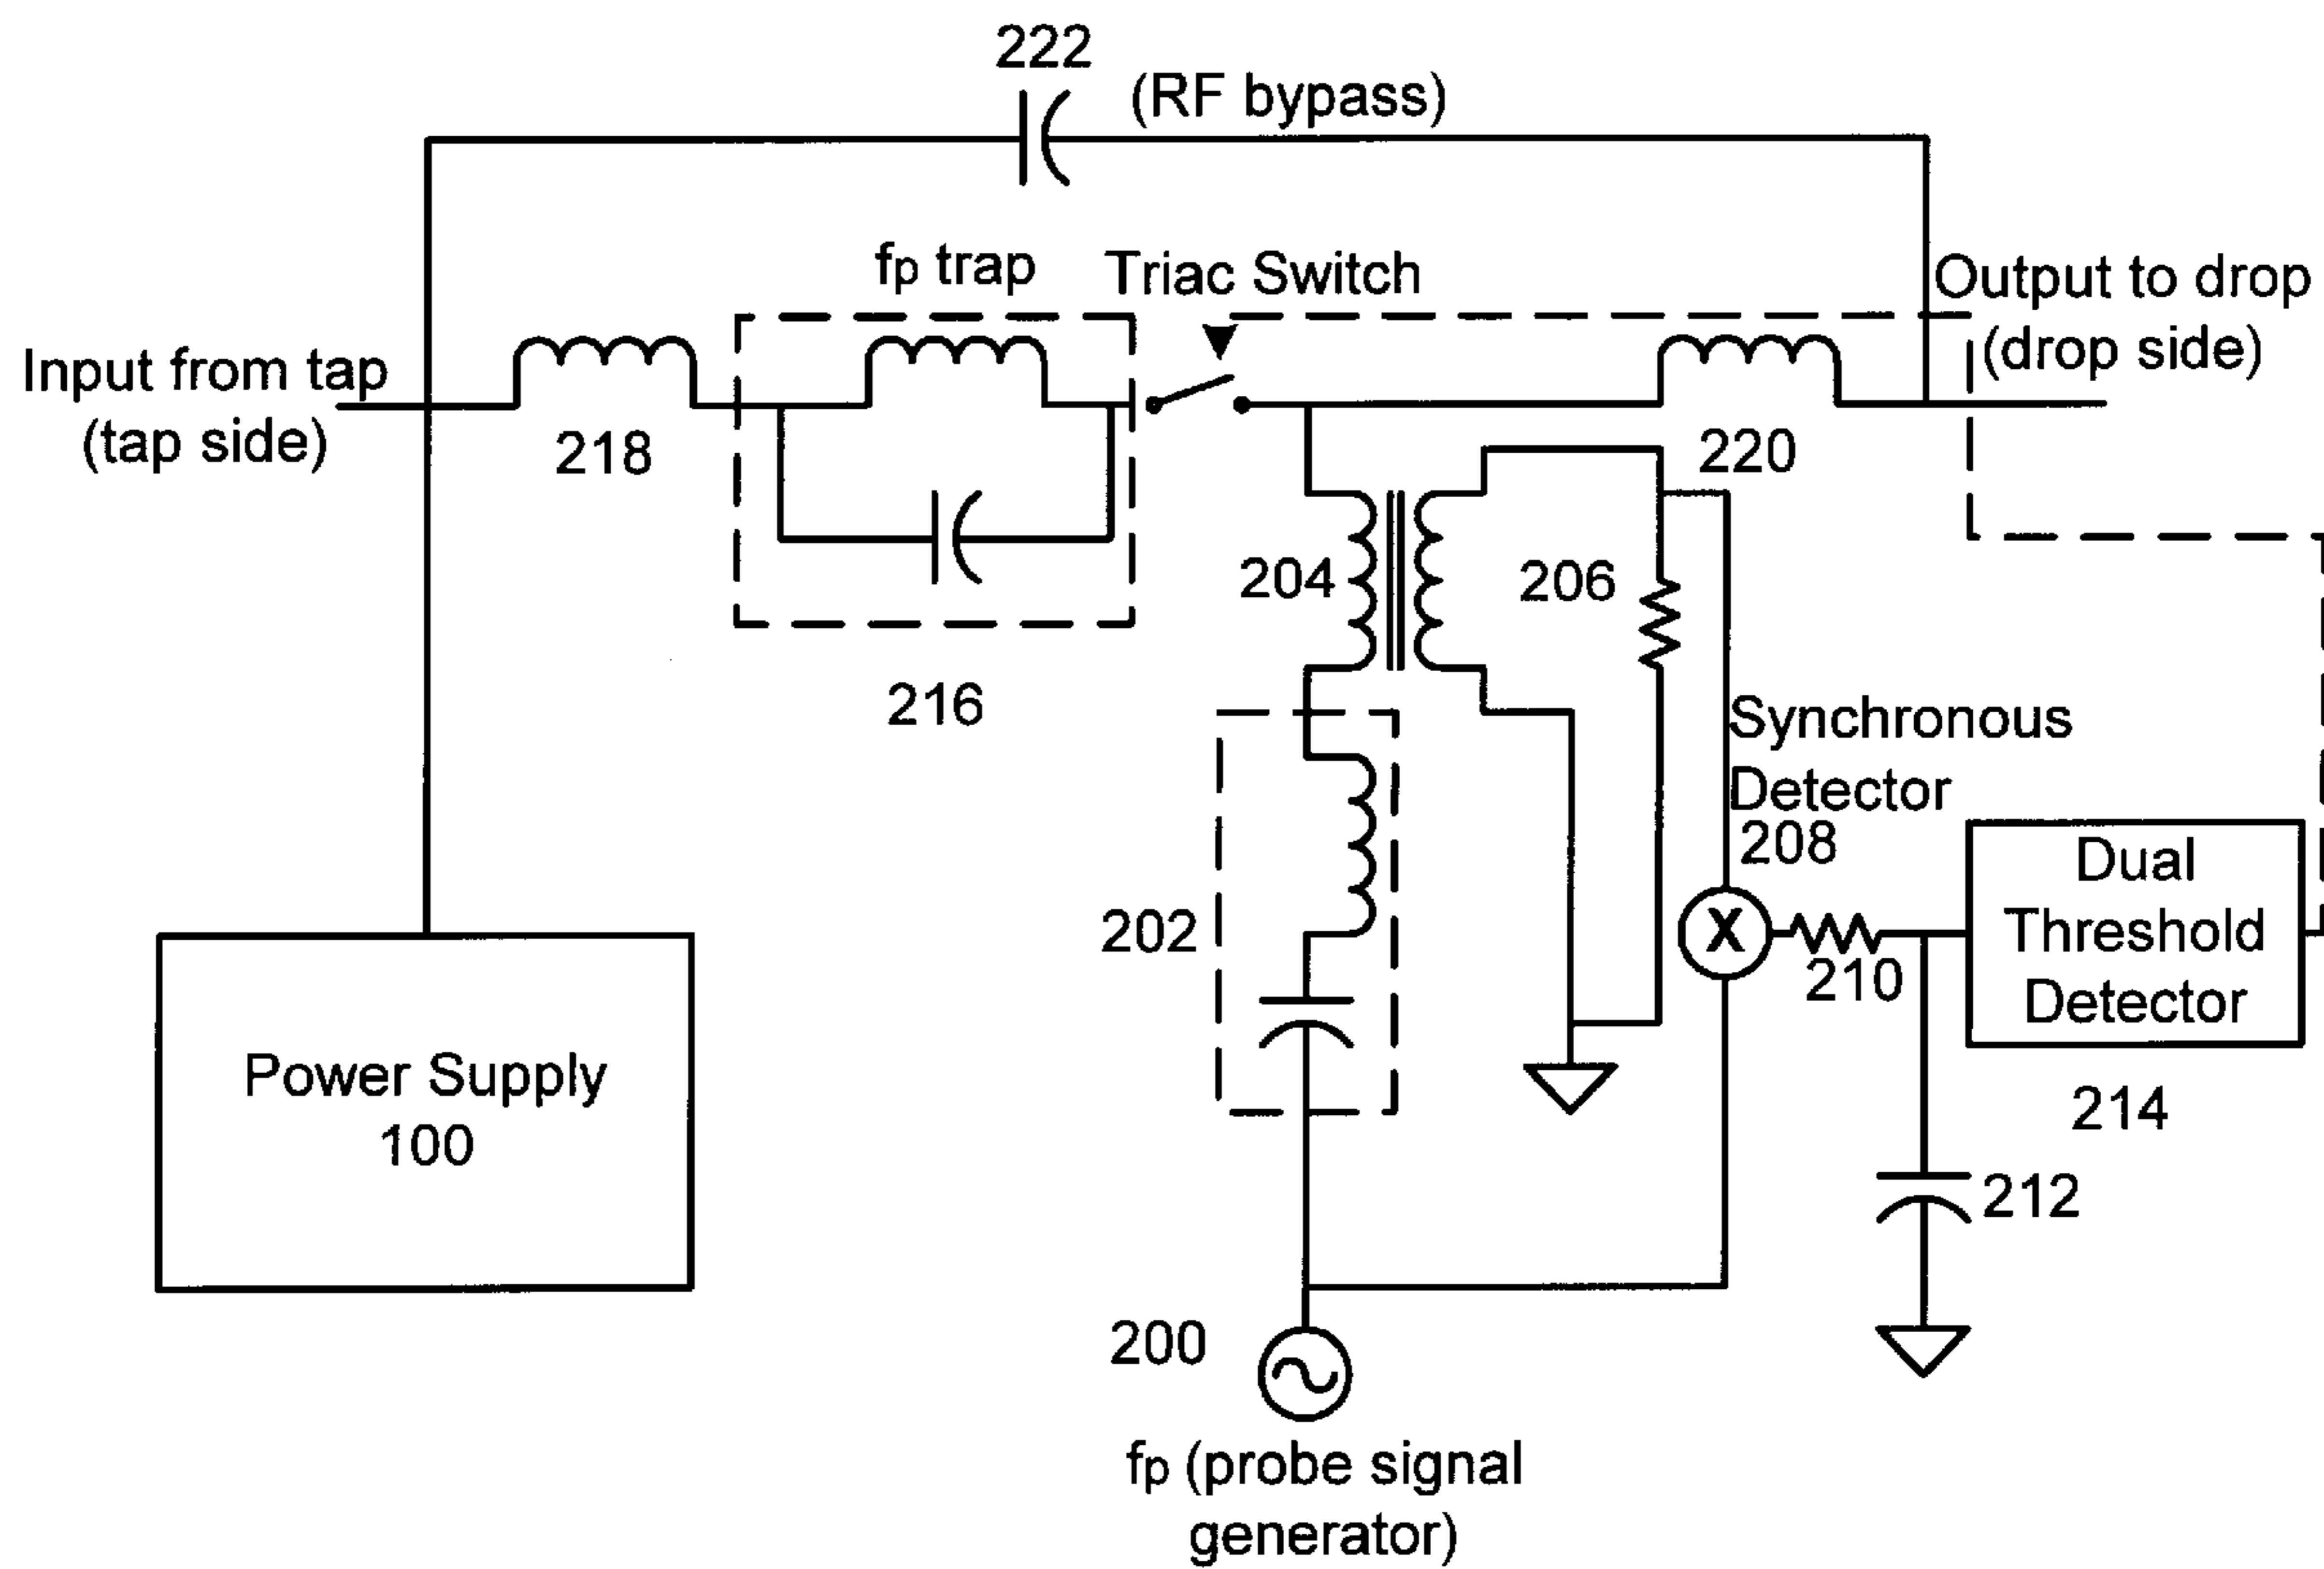 222
(RF bypass)
fp trap
Triac Switch
Output to drop
(drop side)
Input from tap
(tap side)
218
220
204
206
216
Synchronous
Detector
208
202
X
210
Dual
Threshold
Detector
Power Supply
100
214
212
200
fp (probe signal
generator)